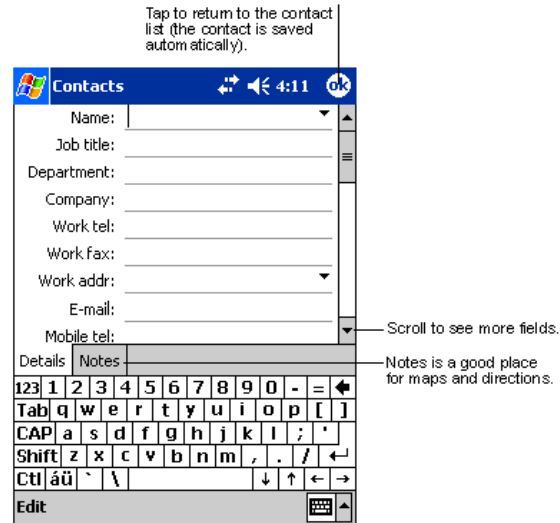 Tap to return to the contact
list (the contact is saved
automatically).
Contacts 4:11 ok
Name:
Job title:
Department:
Company:
Work tel:
Work fax:
Work addr:
E-mail:
Mobile tel:
Scroll to see more fields.
Details Notes
Notes is a good place
for maps and directions.
123 1 2 3 4 5 6 7 8 9 0 - =
Tab q w e r t y u i o p [ ]
CAP a s d f g h j k l ; '
Shift z x c v b n m , . /
Ctl áü ` \ ↓ ↑ ← →
Edit